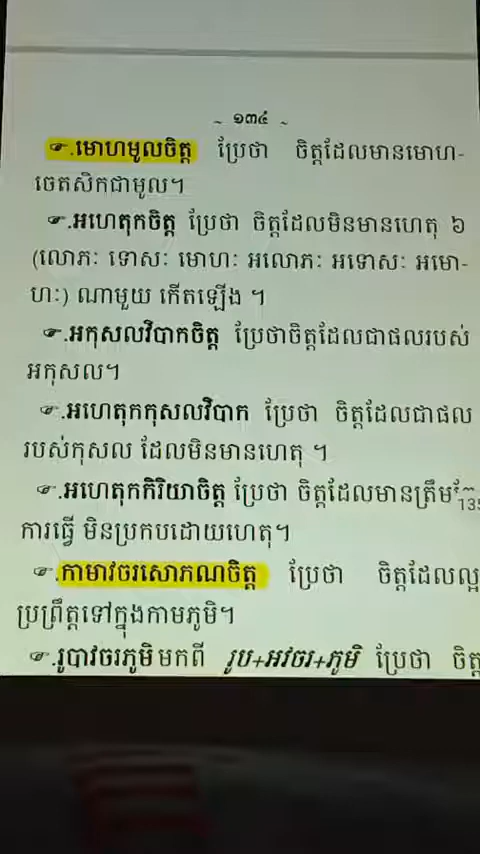 ~ ១៣៤ ~
☞.មោហមូលចិត្ត ប្រែថា ចិត្តដែលមានមោហ-
ចេតសិកជាមូល។
☞.អហេតុកចិត្ត ប្រែថា ចិត្តដែលមិនមានហេតុ ៦
(លោភៈ ទោសៈ មោហៈ អលោភៈ អទោសៈ អមោ-
ហៈ) ណាមួយ កើតឡើង ។
☞.អកុសលវិបាកចិត្ត ប្រែថាចិត្តដែលជាផលរបស់
អកុសល។
☞.អហេតុកកុសលវិបាក ប្រែថា ចិត្តដែលជាផល
របស់កុសល ដែលមិនមានហេតុ ។
☞.អហេតុកកិរិយាចិត្ត ប្រែថា ចិត្តដែលមានត្រឹម
135
ការធ្វើ មិនប្រកបដោយហេតុ។
☞.កាមាវចរសោភណចិត្ត ប្រែថា ចិត្តដែលល្អ
ប្រព្រឹត្តទៅក្នុងកាមភូមិ។
☞.រូបាវចរភូមិ មកពី រូប+អវចរ+ភូមិ ប្រែថា ចិត្ត